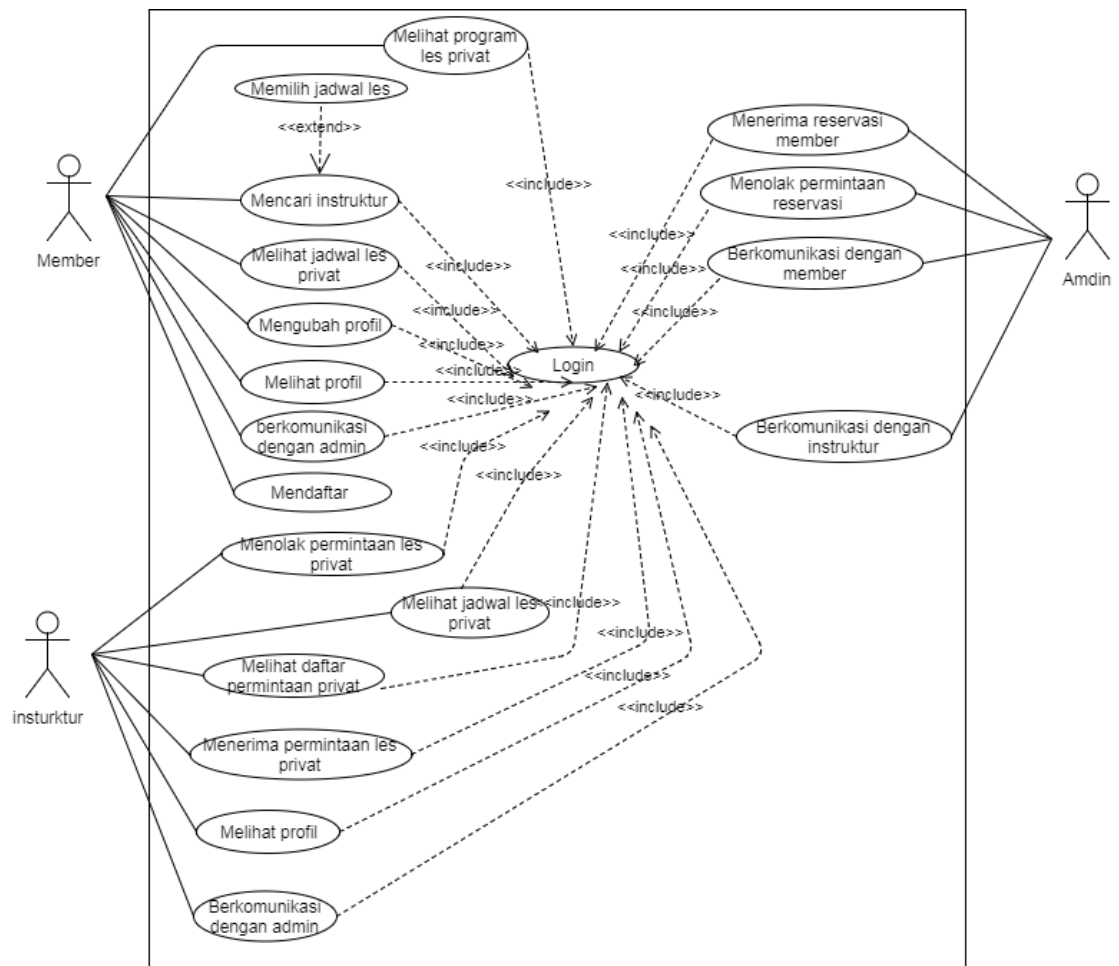 Melihat program
les privat
Memilih jadwal les
<<extend>>
Menerima reservasi
member
Mencari instruktur
<<include>>
Menolak permintaan
reservasi
Member
Melihat jadwal les
privat
<<include>>
<<include>>
Berkomunikasi dengan
member
Amdin
<<include>>
<<include>>
Mengubah profil
<<include>>
<<include>>
Login
Melihat profil
<<include>>
<<include>>
berkomunikasi
dengan admin
<<include>>
Berkomunikasi dengan
instruktur
Mendaftar
<<include>>
Menolak permintaan les
privat
Melihat jadwal les
privat
<<include>>
<<include>>
Melihat daftar
permintaan privat
<<include>>
insturktur
<<include>>
Menerima permintaan les
privat
Melihat profil
Berkomunikasi
dengan admin